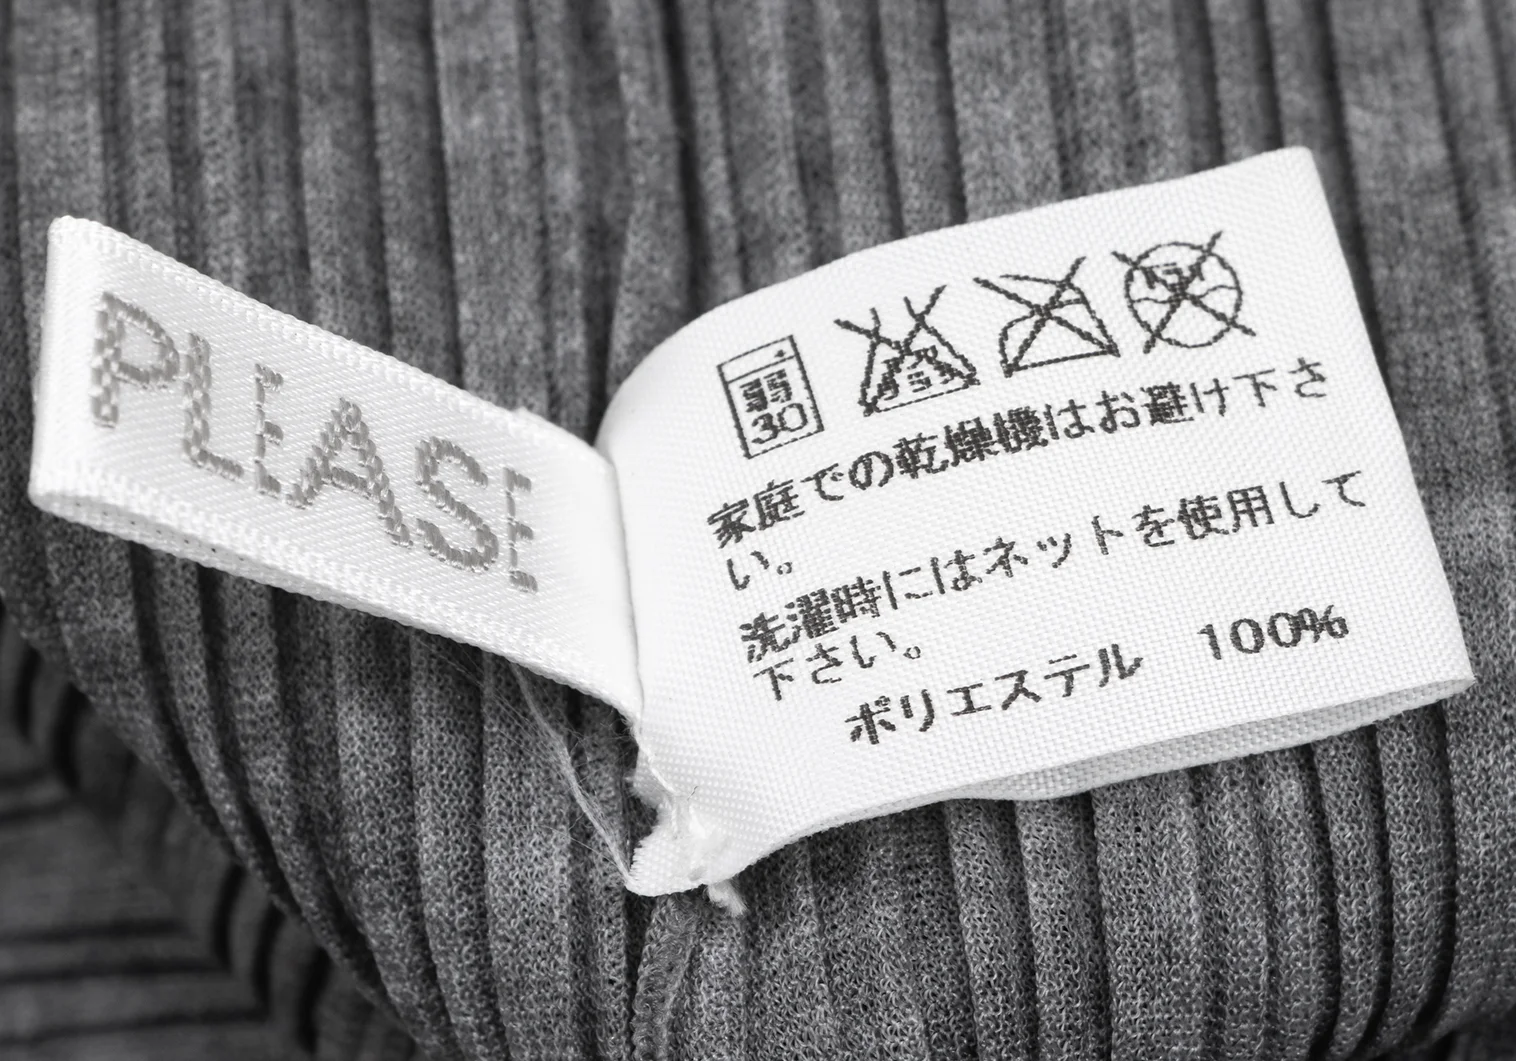 PLEASE
弱
30
家庭での乾燥機はお避け下さ
い。
洗濯時にはネットを使用して
下さい。
ポリエステル 100%